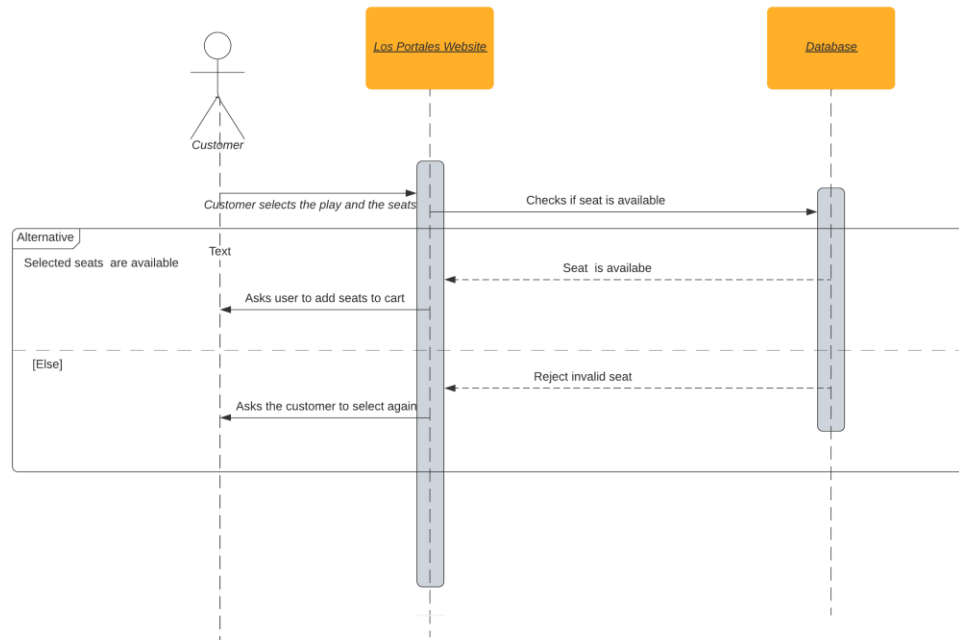 Los Portales Website
Database
Customer
Customer selects the play and the seats
Checks if seat is available
Alternative
Text
Selected seats are available
Seat is availabe
Asks user to add seats to cart
[Else]
Reject invalid seat
Asks the customer to select again